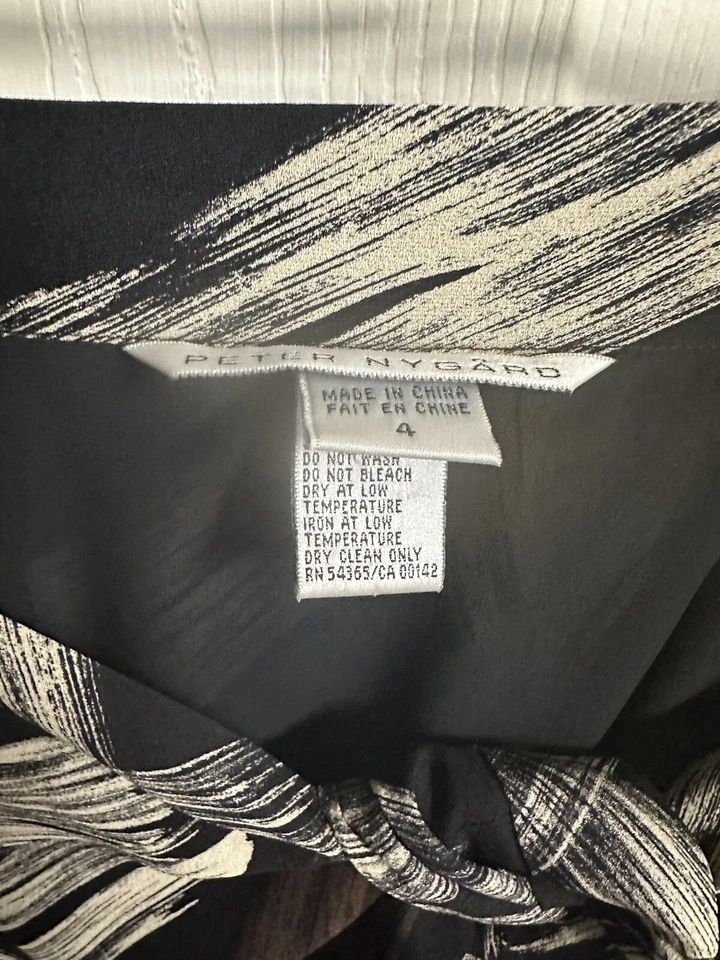 PETER NYGÅRD
MADE IN CHINA
FAIT EN CHINE
4
DO NOT WASH
DO NOT BLEACH
DRY AT LOW
TEMPERATURE
IRON AT LOW
TEMPERATURE
DRY CLEAN ONLY
RN 54365/CA 00142